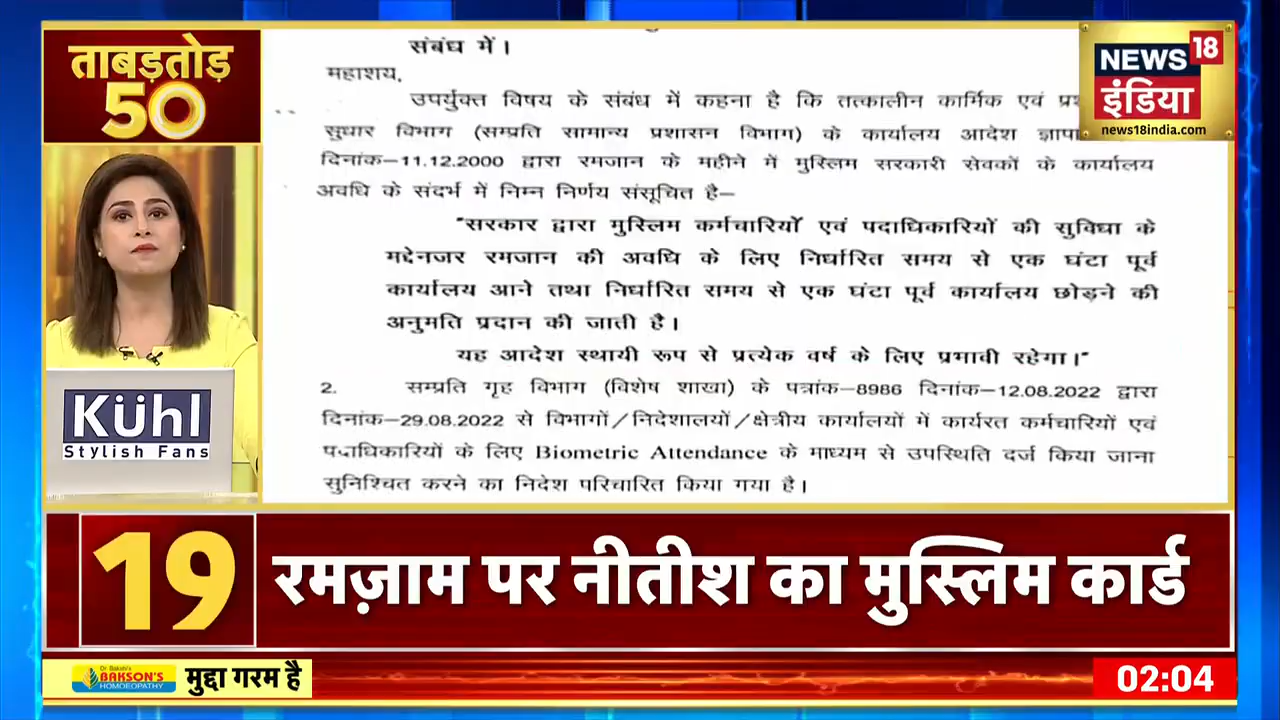 ताबड़तोड़
50
संबंध में।
महाशय,
उपर्युक्त विषय के संबंध में कहना है कि तत्कालीन कार्मिक एवं
सुधार विभाग (सम्प्रति सामान्य प्रशासन विभाग) के कार्यालय आदेश
दिनांक–11.12.2000 द्वारा रमजान के महीने में मुस्लिम सरकारी सेवकों के कार्यालय
अवधि के संदर्भ में निम्न निर्णय संसूचित है–
"सरकार द्वारा मुस्लिम कर्मचारियों एवं पदाधिकारियों की सुविधा के
मद्देनजर रमजान की अवधि के लिए निर्धारित समय से एक घंटा पूर्व
कार्यालय आने तथा निर्धारित समय से एक घंटा पूर्व कार्यालय छोड़ने की
अनुमति प्रदान की जाती है।
यह आदेश स्थायी रूप से प्रत्येक वर्ष के लिए प्रभावी रहेगा।"
2. सम्प्रति गृह विभाग (विशेष शाखा) के पत्रांक–8986 दिनांक–12.08.2022 द्वारा
दिनांक–29.08.2022 से विभागों/निदेशालयों/क्षेत्रीय कार्यालयों में कार्यरत कर्मचारियों एवं
पदाधिकारियों के लिए Biometric Attendance के माध्यम से उपस्थिति दर्ज किया जाना
सुनिश्चित करने का निदेश परिचारित किया गया है।
NEWS 18
इंडिया
news18india.com
Kühl
Stylish Fans
19
रमज़ाम पर नीतीश का मुस्लिम कार्ड
Dr. Bakshi's
BAKSON'S
HOMOEOPATHY
मुद्दा गरम है
02:04